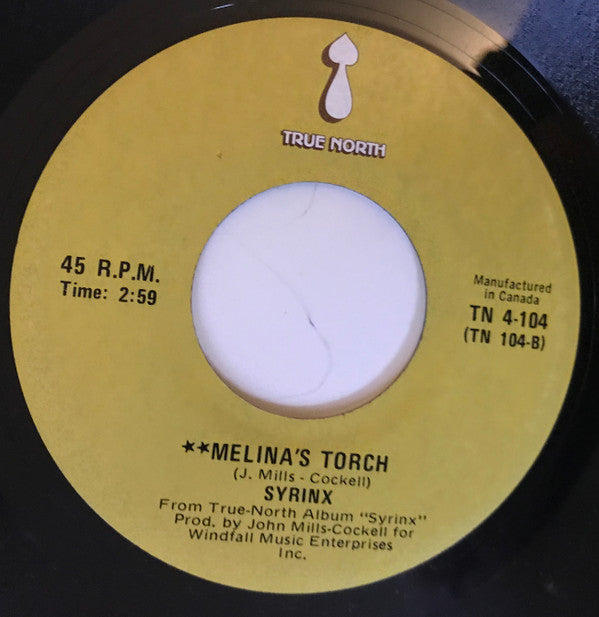 TRUE NORTH
45 R.P.M.
Time: 2:59
Manufactured
in Canada
TN 4-104
(TN 104-B)
**MELINA'S TORCH
(J. Mills - Cockell)
SYRINX
From True-North Album "Syrinx"
Prod. by John Mills-Cockell for
Windfall Music Enterprises
Inc.